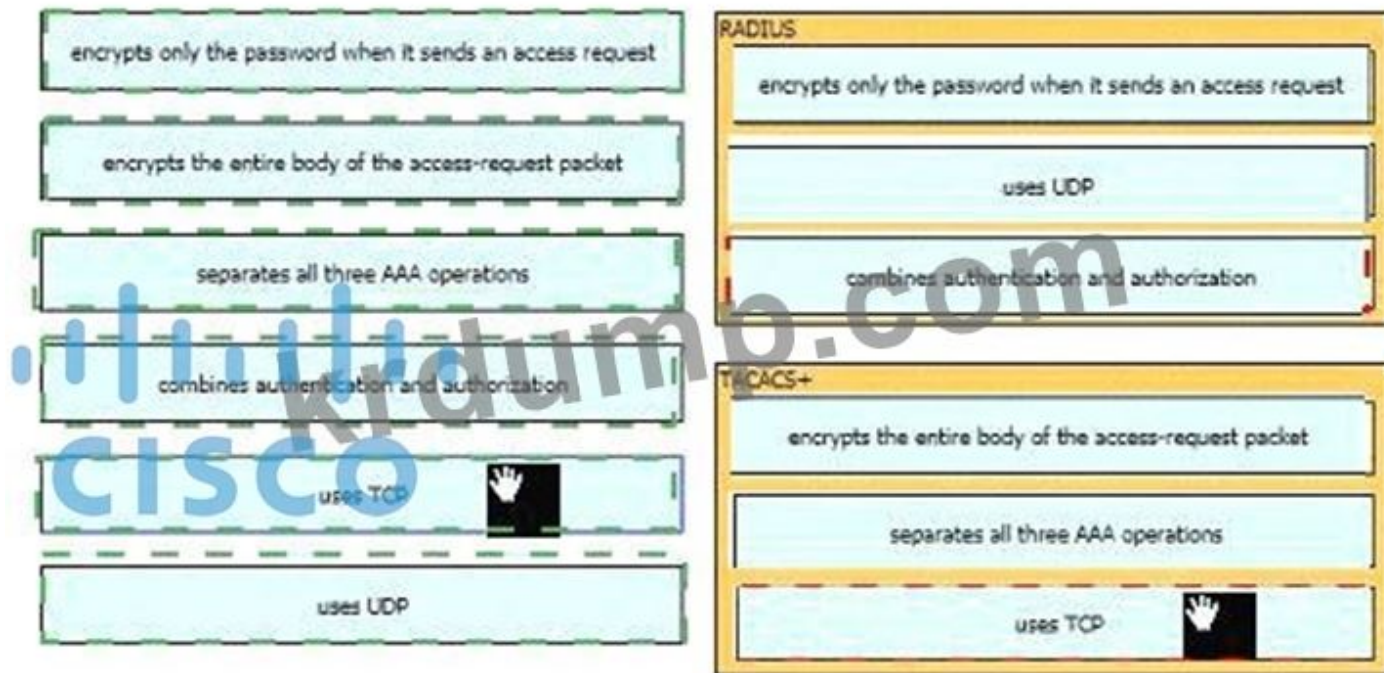 encrypts only the password when it sends an access request
encrypts the entire body of the access-request packet
separates all three AAA operations
combines authentication and authorization
uses TCP
uses UDP
RADIUS
encrypts only the password when it sends an access request
uses UDP
combines authentication and authorization
TACACS+
encrypts the entire body of the access-request packet
separates all three AAA operations
uses TCP
CISCO
krdump.com